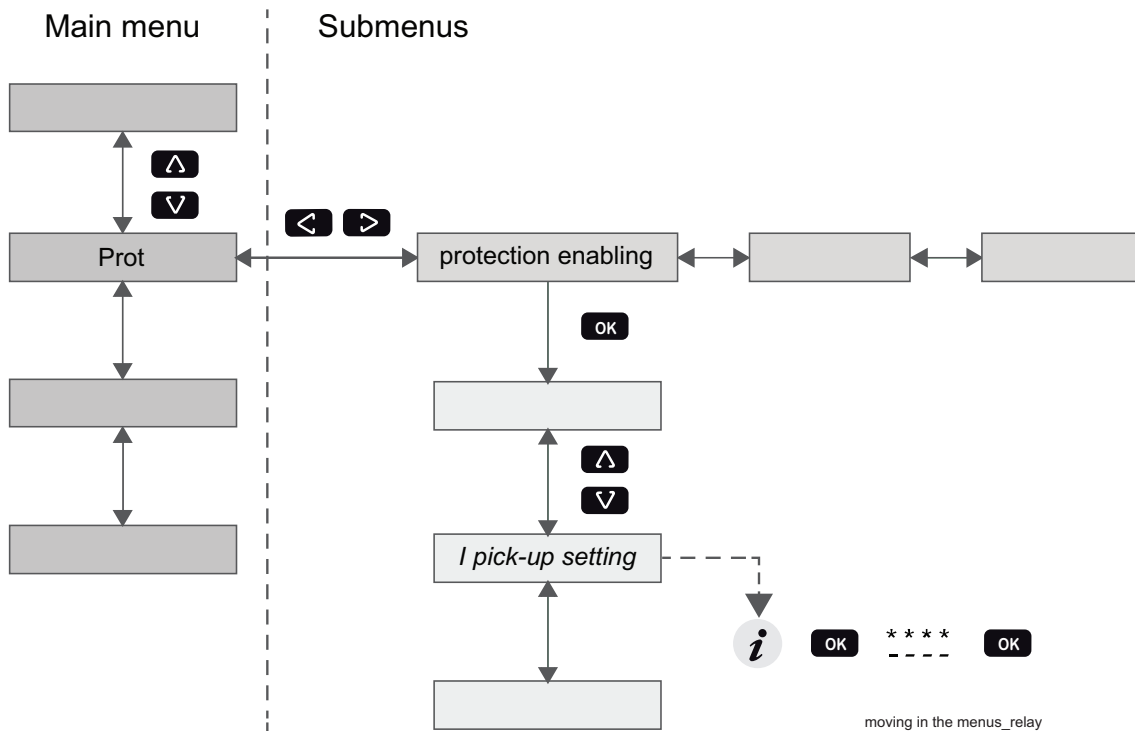 Main menu
Submenus
Prot
protection enabling
OK
I pick-up setting
i
OK
* * * *
_ _ _ _
OK
moving in the menus_relay